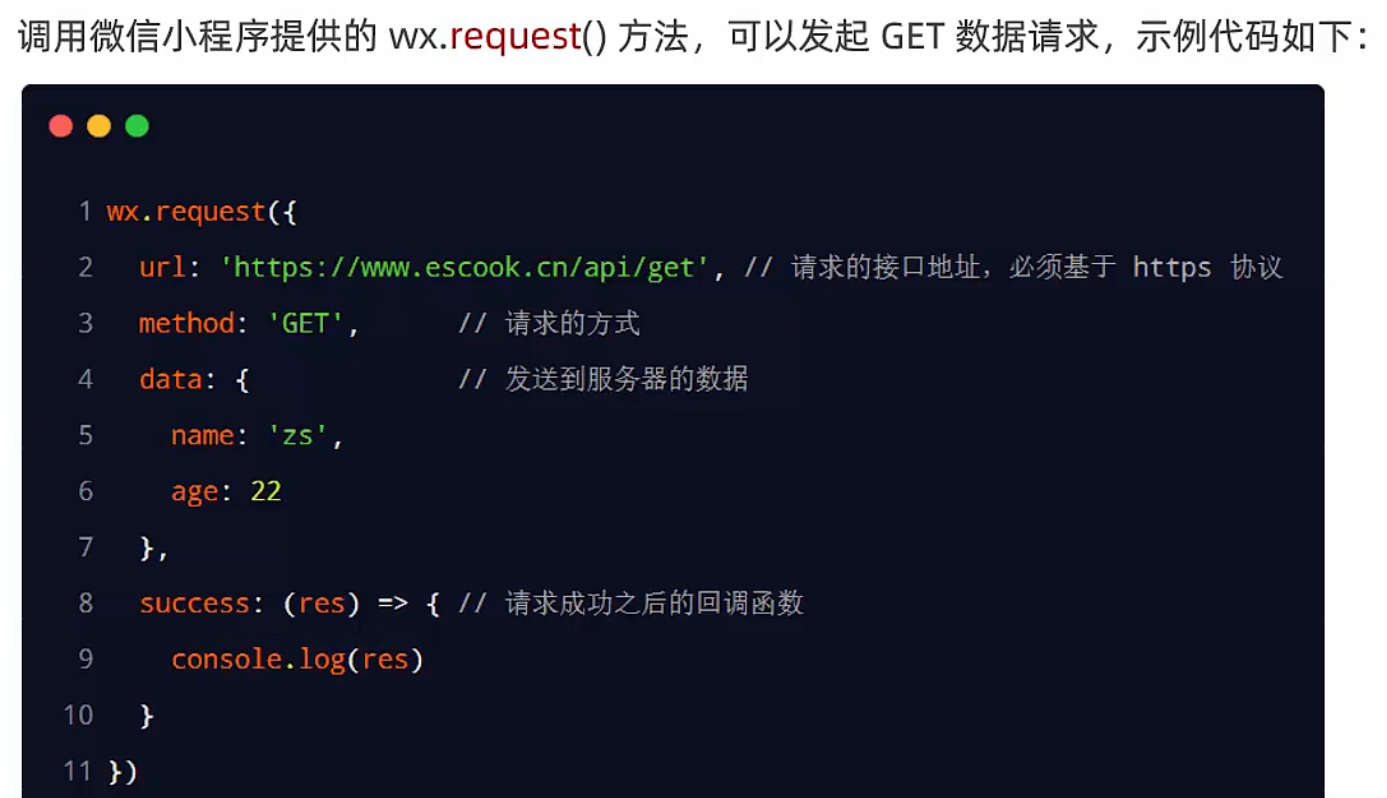 调用微信小程序提供的 wx.request() 方法，可以发起 GET 数据请求，示例代码如下：
1 wx.request({
2   url: 'https://www.escook.cn/api/get', // 请求的接口地址，必须基于 https 协议
3   method: 'GET',      // 请求的方式
4   data: {             // 发送到服务器的数据
5     name: 'zs',
6     age: 22
7   },
8   success: (res) => { // 请求成功之后的回调函数
9     console.log(res)
10   }
11 })